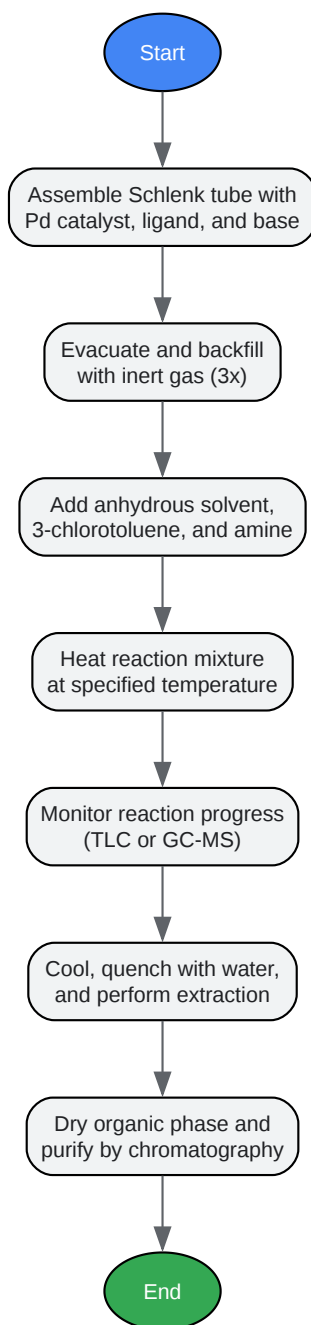 Start
Assemble Schlenk tube with
Pd catalyst, ligand, and base
Evacuate and backfill
with inert gas (3x)
Add anhydrous solvent,
3-chlorotoluene, and amine
Heat reaction mixture
at specified temperature
Monitor reaction progress
(TLC or GC-MS)
Cool, quench with water,
and perform extraction
Dry organic phase and
purify by chromatography
End